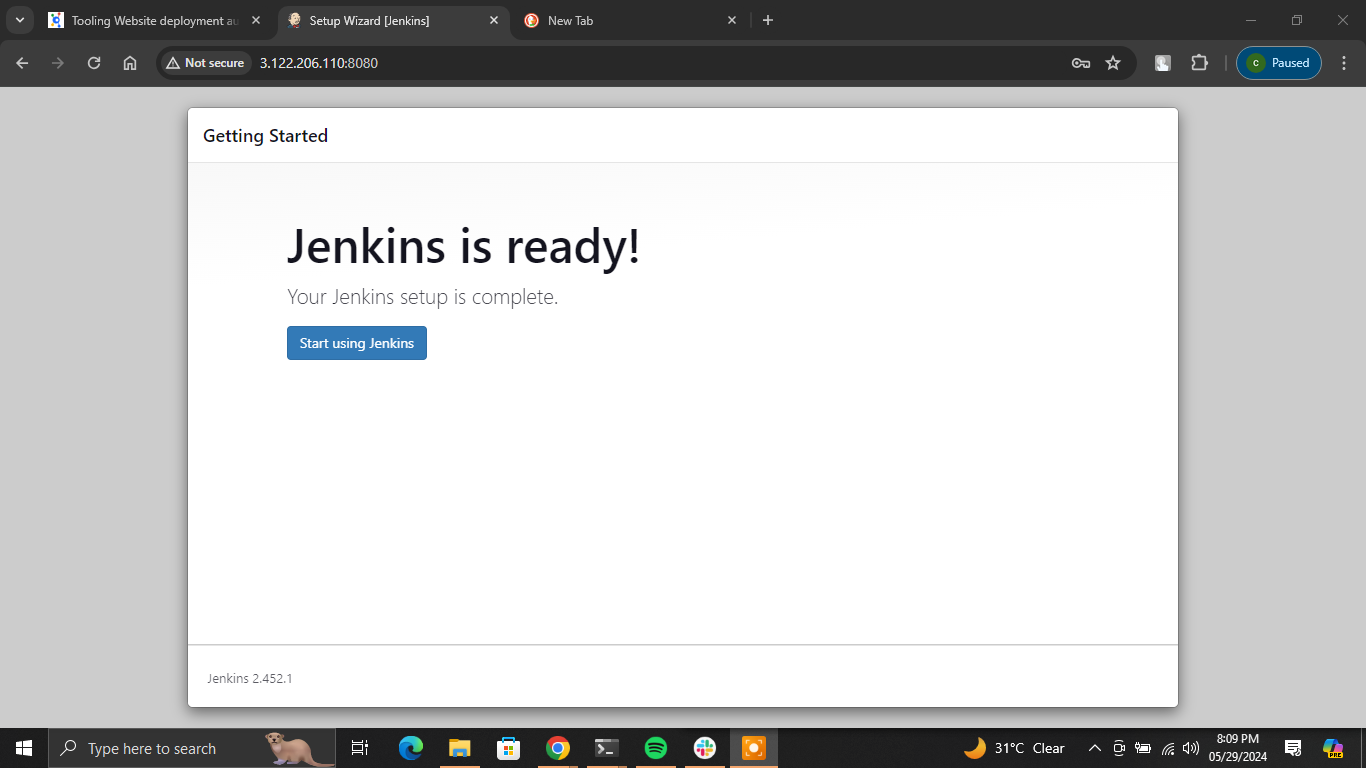 Tooling Website deployment au
Setup Wizard [Jenkins]
New Tab
Not secure
3.122.206.110:8080
c
Paused
Getting Started
Jenkins is ready!
Your Jenkins setup is complete.
Start using Jenkins
Jenkins 2.452.1
Type here to search
31°C Clear
8:09 PM
05/29/2024
PRE